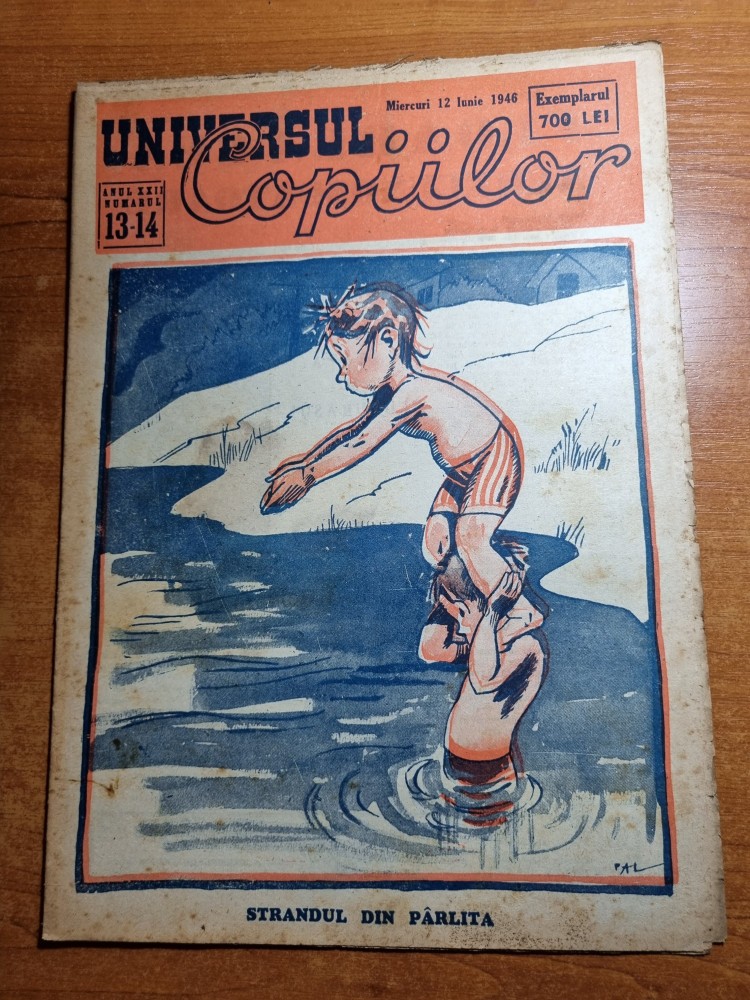 Miercuri 12 Iunie 1946
Exemplarul
700 LEI
UNIVERSUL
Copiilor
ANUL XXII
NUMARUL
13-14
PAL
STRANDUL DIN PÂRLITA